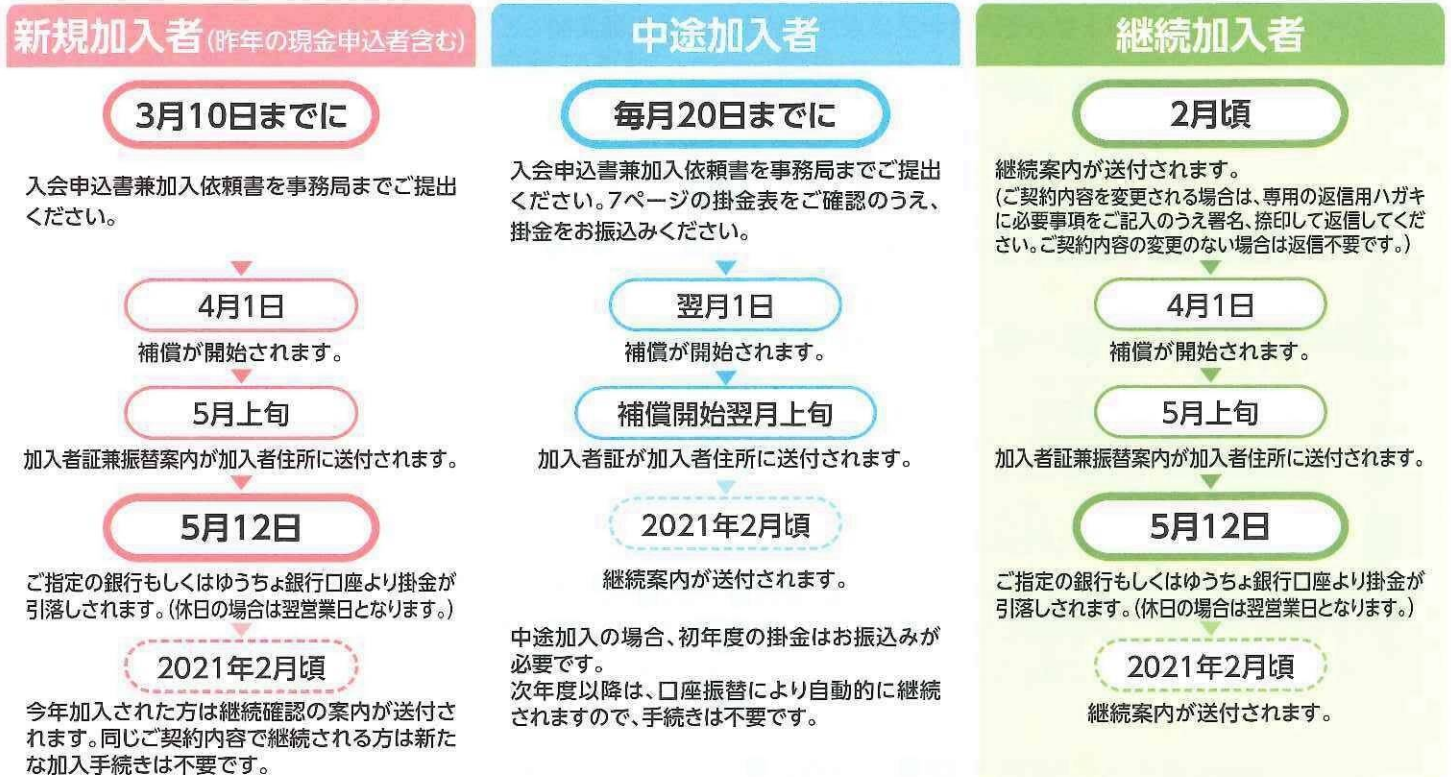 新規加入者(昨年の現金申込者含む)
3月10日までに
入会申込書兼加入依頼書を事務局までご提出
ください。
4月1日
補償が開始されます。
5月上旬
加入者証兼振替案内が加入者住所に送付されます。
5月12日
ご指定の銀行もしくはゆうちょ銀行口座より掛金が
引落しされます。(休日の場合は翌営業日となります。)
2021年2月頃
今年加入された方は継続確認の案内が送付さ
れます。同じご契約内容で継続される方は新た
な加入手続きは不要です。
中途加入者
毎月20日までに
入会申込書兼加入依頼書を事務局までご提出
ください。7ページの掛金表をご確認のうえ、
掛金をお振込みください。
翌月1日
補償が開始されます。
補償開始翌月上旬
加入者証が加入者住所に送付されます。
2021年2月頃
継続案内が送付されます。
中途加入の場合、初年度の掛金はお振込みが
必要です。
次年度以降は、口座振替により自動的に継続
されますので、手続きは不要です。
継続加入者
2月頃
継続案内が送付されます。
(ご契約内容を変更される場合は、専用の返信用ハガキ
に必要事項をご記入のうえ署名、捺印して返信してくだ
さい。ご契約内容の変更のない場合は返信不要です。)
4月1日
補償が開始されます。
5月上旬
加入者証兼振替案内が加入者住所に送付されます。
5月12日
ご指定の銀行もしくはゆうちょ銀行口座より掛金が
引落しされます。(休日の場合は翌営業日となります。)
2021年2月頃
継続案内が送付されます。